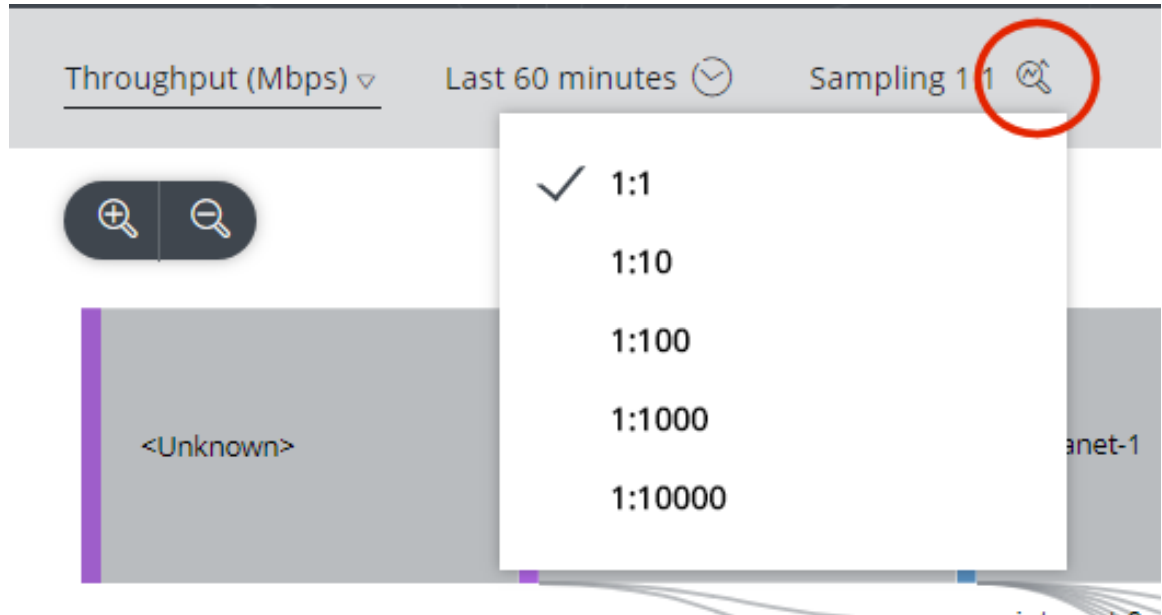 Throughput (Mbps)
Last 60 minutes
Sampling 1:1
1:1
1:10
1:100
1:1000
1:10000
<Unknown>
anet-1